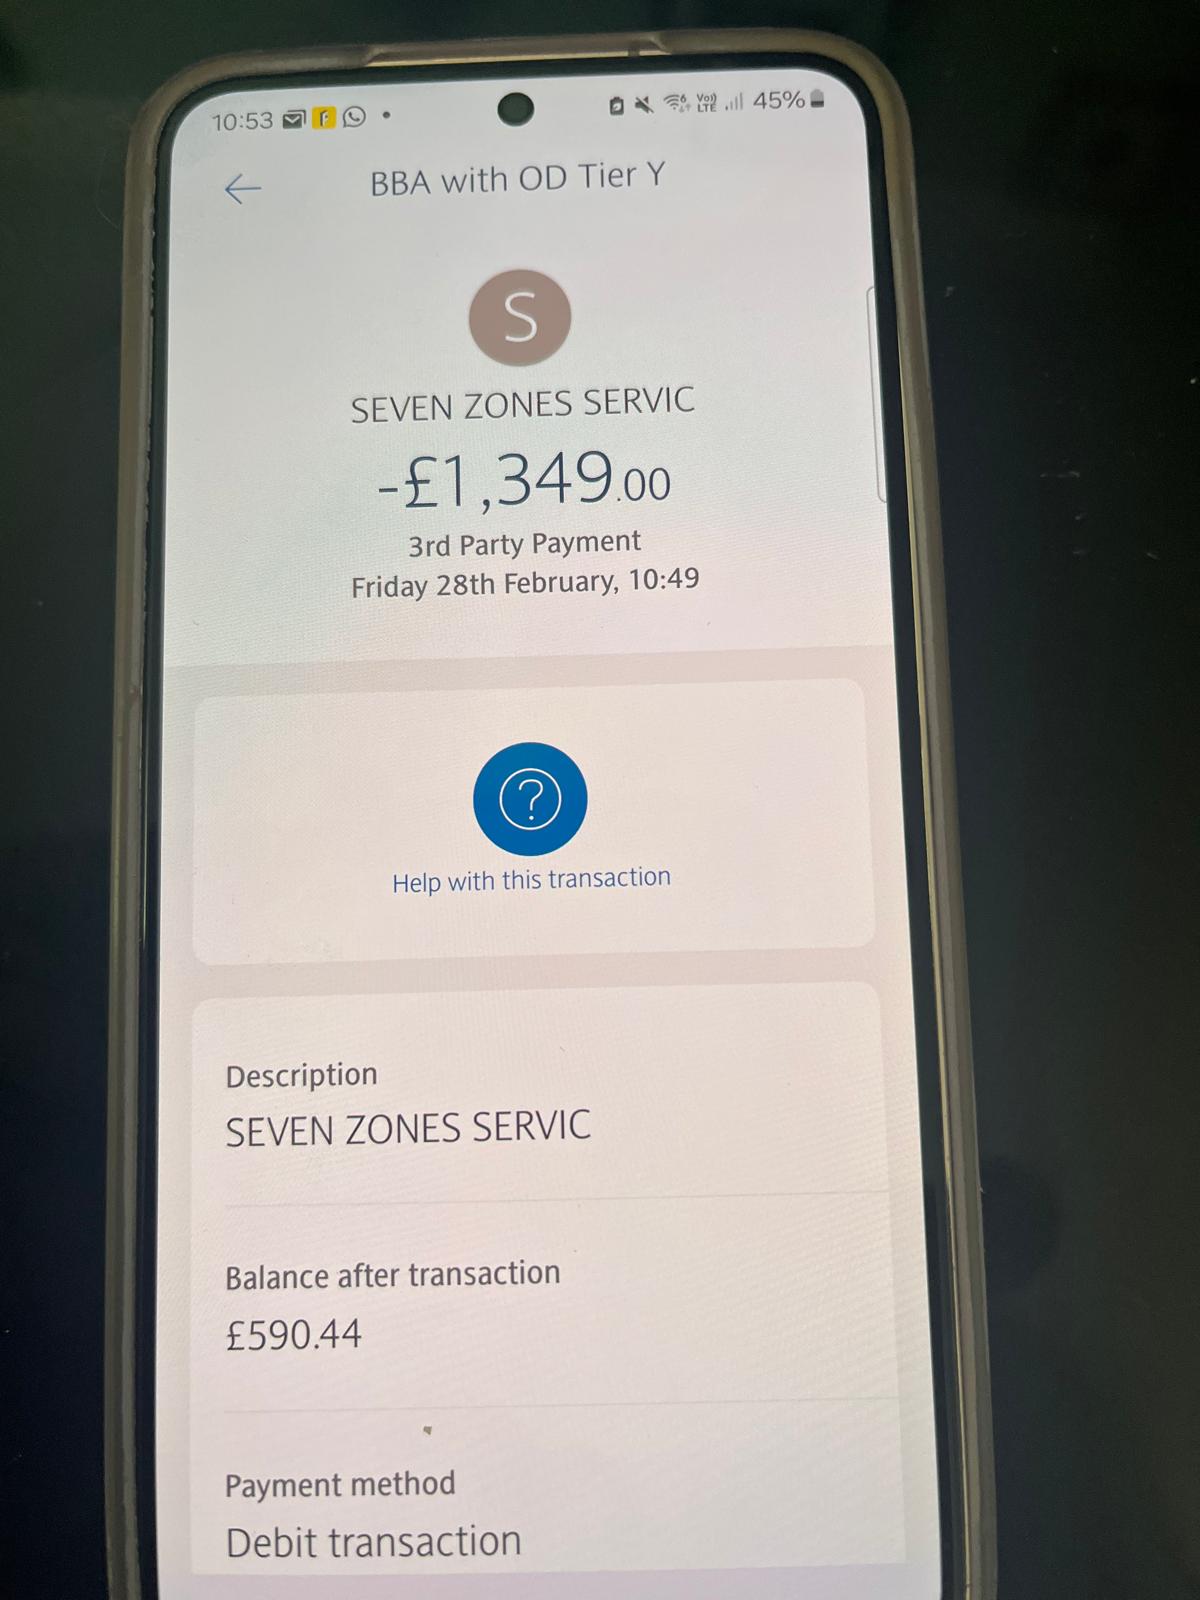 10:53 45%
BBA with OD Tier Y
S
SEVEN ZONES SERVIC
-£1,349.00
3rd Party Payment
Friday 28th February, 10:49
?
Help with this transaction
Description
SEVEN ZONES SERVIC
Balance after transaction
£590.44
Payment method
Debit transaction